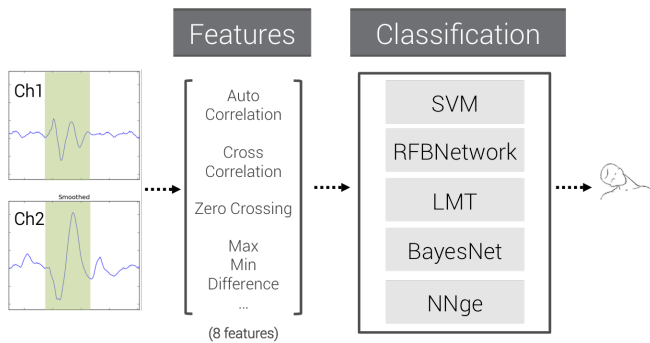 Features
Classification
Ch1
Smoothed
Ch2
Auto
Correlation
Cross
Correlation
Zero Crossing
Max
Min
Difference
...
(8 features)
SVM
RFBNetwork
LMT
BayesNet
NNge